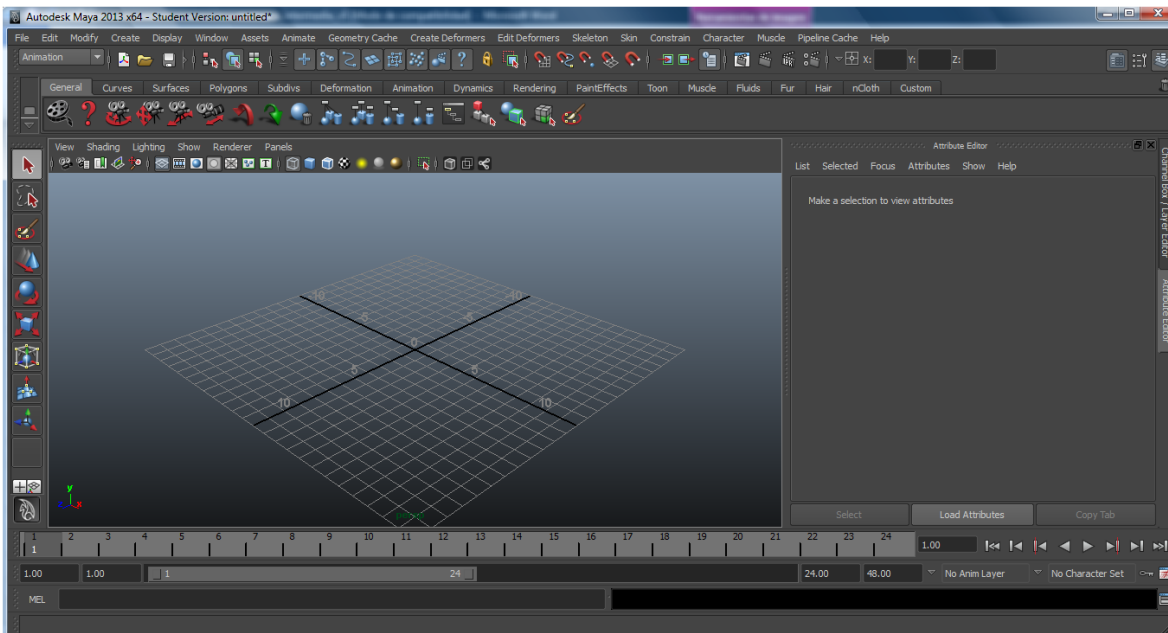 Autodesk Maya 2013 x64 - Student Version: untitled*
File Edit Modify Create Display Window Assets Animate Geometry Cache Create Deformers Edit Deformers Skeleton Skin Constrain Character Muscle Pipeline Cache Help
Animation X: Y: Z:
General Curves Surfaces Polygons Subdivs Deformation Animation Dynamics Rendering PaintEffects Toon Muscle Fluids Fur Hair nCloth Custom
View Shading Lighting Show Renderer Panels
Attribute Editor
List Selected Focus Attributes Show Help
Make a selection to view attributes
Channel Box / Layer Editor
Attribute Editor
-10 -10
-5 -5
0
5 5
10 10
y
Select Load Attributes Copy Tab
1 2 3 4 5 6 7 8 9 10 11 12 13 14 15 16 17 18 19 20 21 22 23 24
1 1.00
1.00 1.00 1 24 24.00 48.00 No Anim Layer No Character Set
MEL